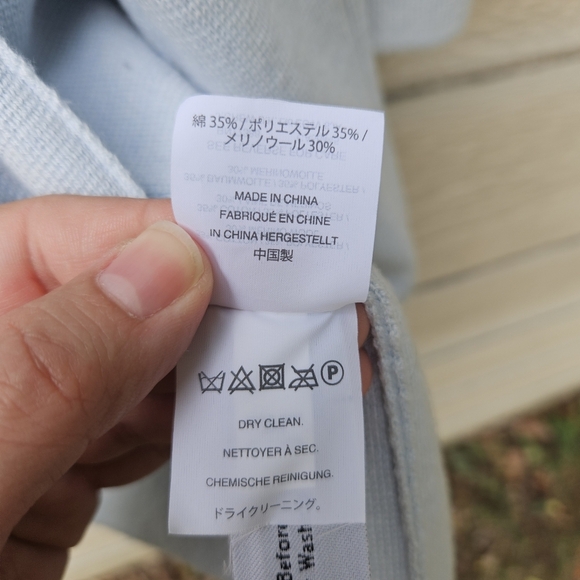 綿 35% / ポリエステル 35% /
メリノウール 30%
MADE IN CHINA
FABRIQUÉ EN CHINE
IN CHINA HERGESTELLT
中国製
P
DRY CLEAN.
NETTOYER À SEC.
CHEMISCHE REINIGUNG.
ドライクリーニング。
Before
Wash